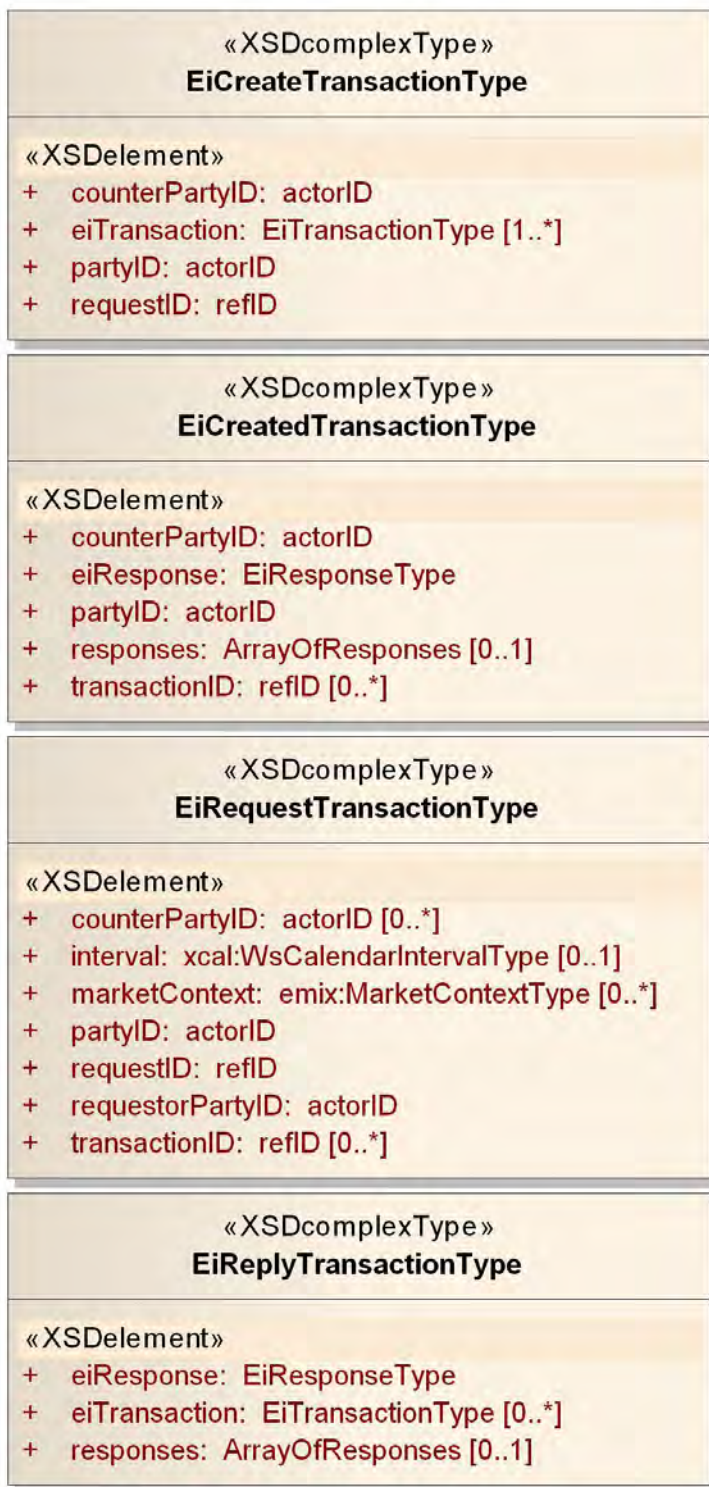 «XSDcomplexType»
EiCreateTransactionType
«XSDelement»
+ counterPartyID: actorID
+ eiTransaction: EiTransactionType [1..*]
+ partyID: actorID
+ requestID: refID
«XSDcomplexType»
EiCreatedTransactionType
«XSDelement»
+ counterPartyID: actorID
+ eiResponse: EiResponseType
+ partyID: actorID
+ responses: ArrayOfResponses [0..1]
+ transactionID: refID [0..*]
«XSDcomplexType»
EiRequestTransactionType
«XSDelement»
+ counterPartyID: actorID [0..*]
+ interval: xcal:WsCalendarIntervalType [0..1]
+ marketContext: emix:MarketContextType [0..*]
+ partyID: actorID
+ requestID: refID
+ requestorPartyID: actorID
+ transactionID: refID [0..*]
«XSDcomplexType»
EiReplyTransactionType
«XSDelement»
+ eiResponse: EiResponseType
+ eiTransaction: EiTransactionType [0..*]
+ responses: ArrayOfResponses [0..1]